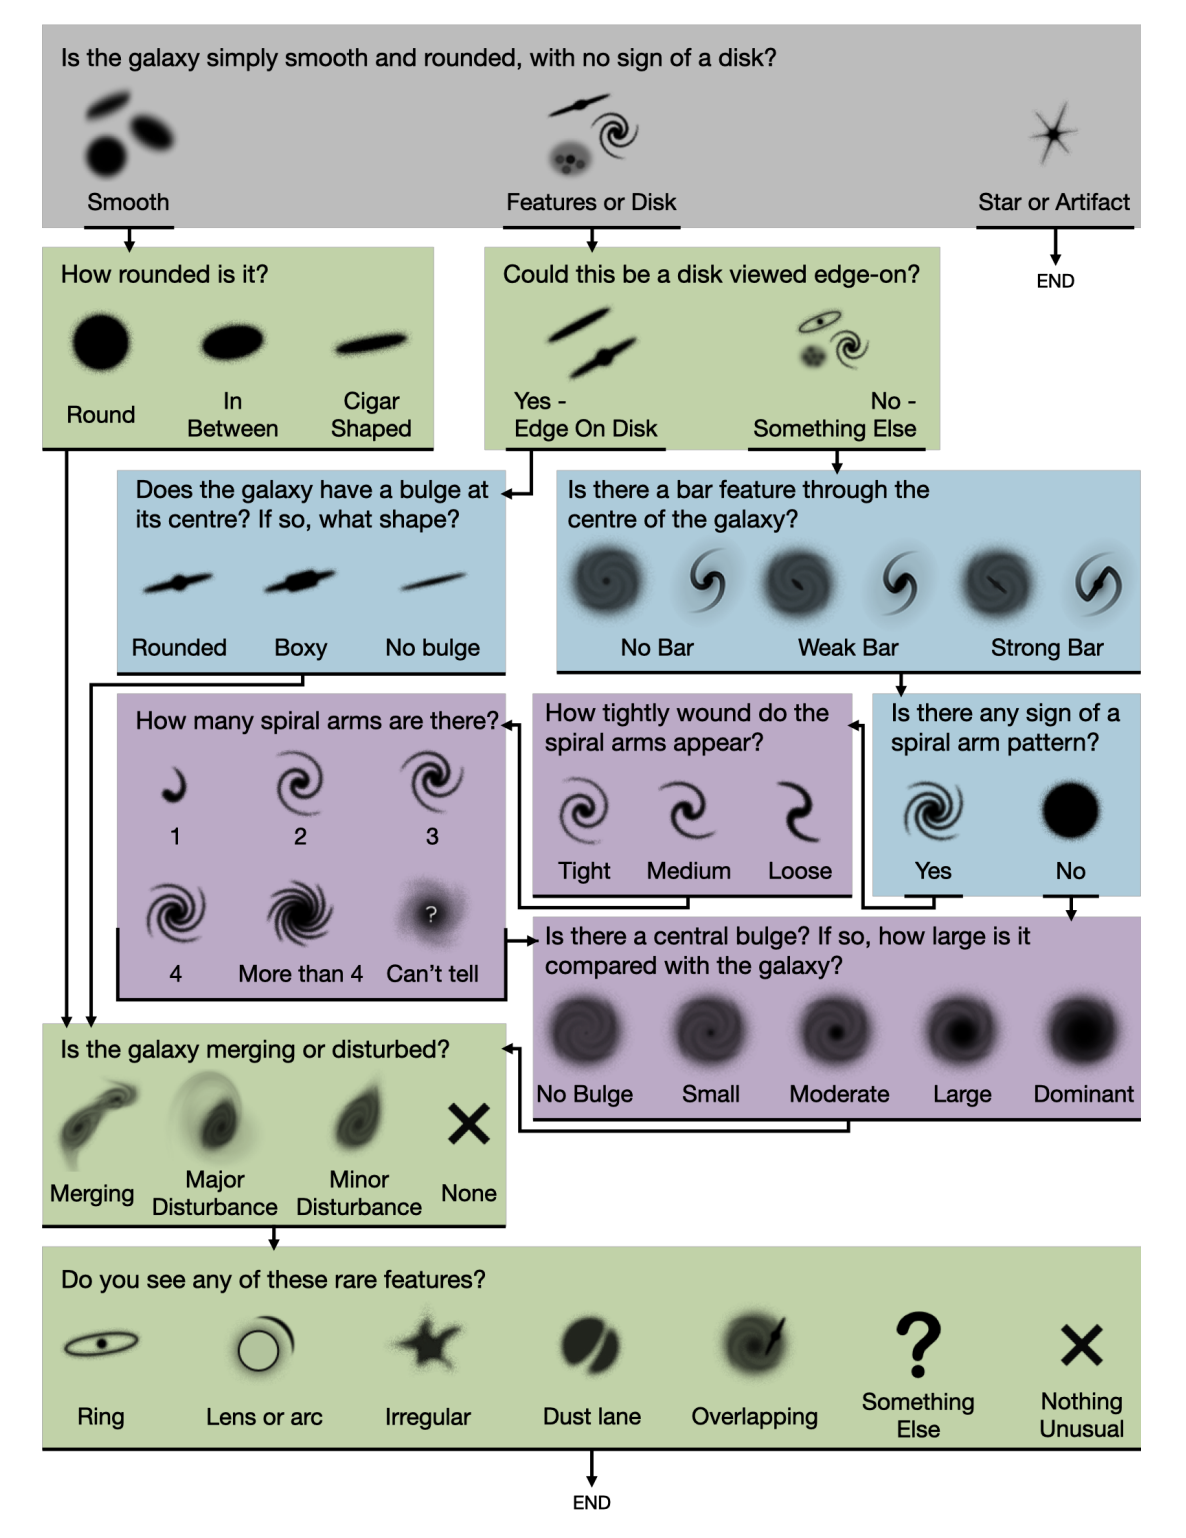 Is the galaxy simply smooth and rounded, with no sign of a disk?
Smooth
Features or Disk
Star or Artifact
END
How rounded is it?
Round
In
Between
Cigar
Shaped
Could this be a disk viewed edge-on?
Yes -
Edge On Disk
No -
Something Else
Does the galaxy have a bulge at
its centre? If so, what shape?
Rounded
Boxy
No bulge
Is there a bar feature through the
centre of the galaxy?
No Bar
Weak Bar
Strong Bar
Is there any sign of a
spiral arm pattern?
Yes
No
How tightly wound do the
spiral arms appear?
Tight
Medium
Loose
How many spiral arms are there?
1
2
3
?
4
More than 4
Can't tell
Is there a central bulge? If so, how large is it
compared with the galaxy?
No Bulge
Small
Moderate
Large
Dominant
Is the galaxy merging or disturbed?
Merging
Major
Disturbance
Minor
Disturbance
None
Do you see any of these rare features?
Ring
Lens or arc
Irregular
Dust lane
Overlapping
?
Something
Else
Nothing
Unusual
END